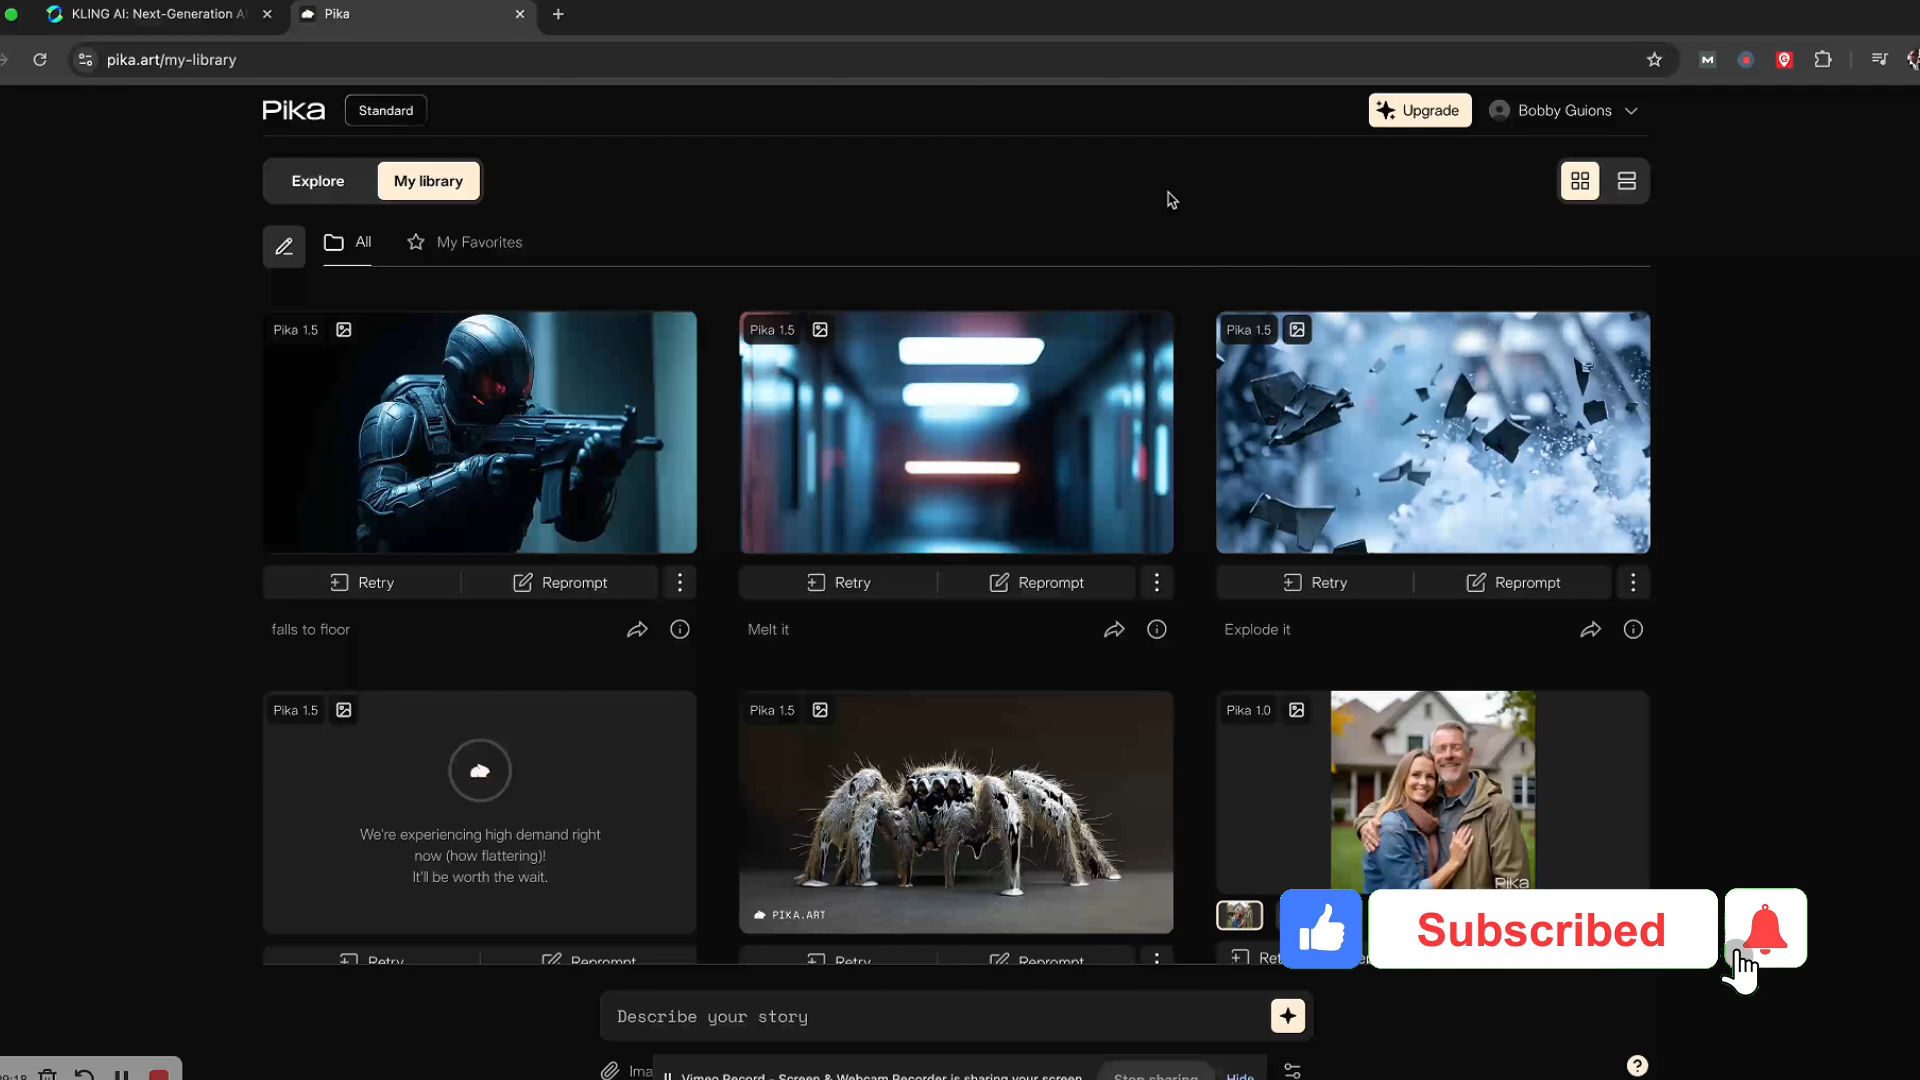 KLING AI: Next-Generation A
Pika
pika.art/my-library
Pika
Standard
Upgrade
Bobby Guions
Explore
My library
All
My Favorites
Pika 1.5
Pika 1.5
Pika 1.5
Retry
Reprompt
Retry
Reprompt
Retry
Reprompt
falls to floor
Melt it
Explode it
Pika 1.5
Pika 1.5
Pika 1.0
We're experiencing high demand right
now (how flattering)!
It'll be worth the wait.
PIKA.ART
Pika
Subscribed
Retry
Reprompt
Retry
Reprompt
Ret
Describe your story
Ima
Vimeo Record - Screen & Webcam Recorder is sharing your screen.
Stop sharing
Hide
?